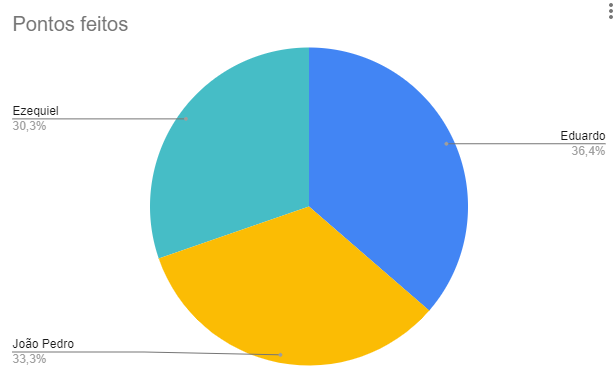 Pontos feitos
Ezequiel
30,3%
Eduardo
36,4%
João Pedro
33,3%